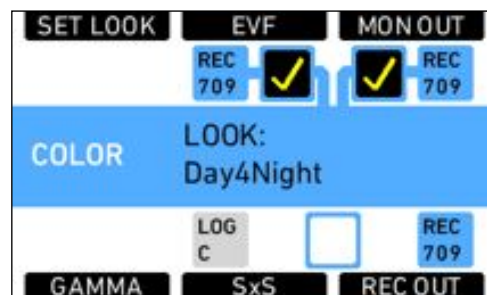 SET LOOK EVF MON OUT
REC REC
709 709
LOOK:
COLOR
Day4Night
LOG REC
C 709
GAMMA SxS REC OUT